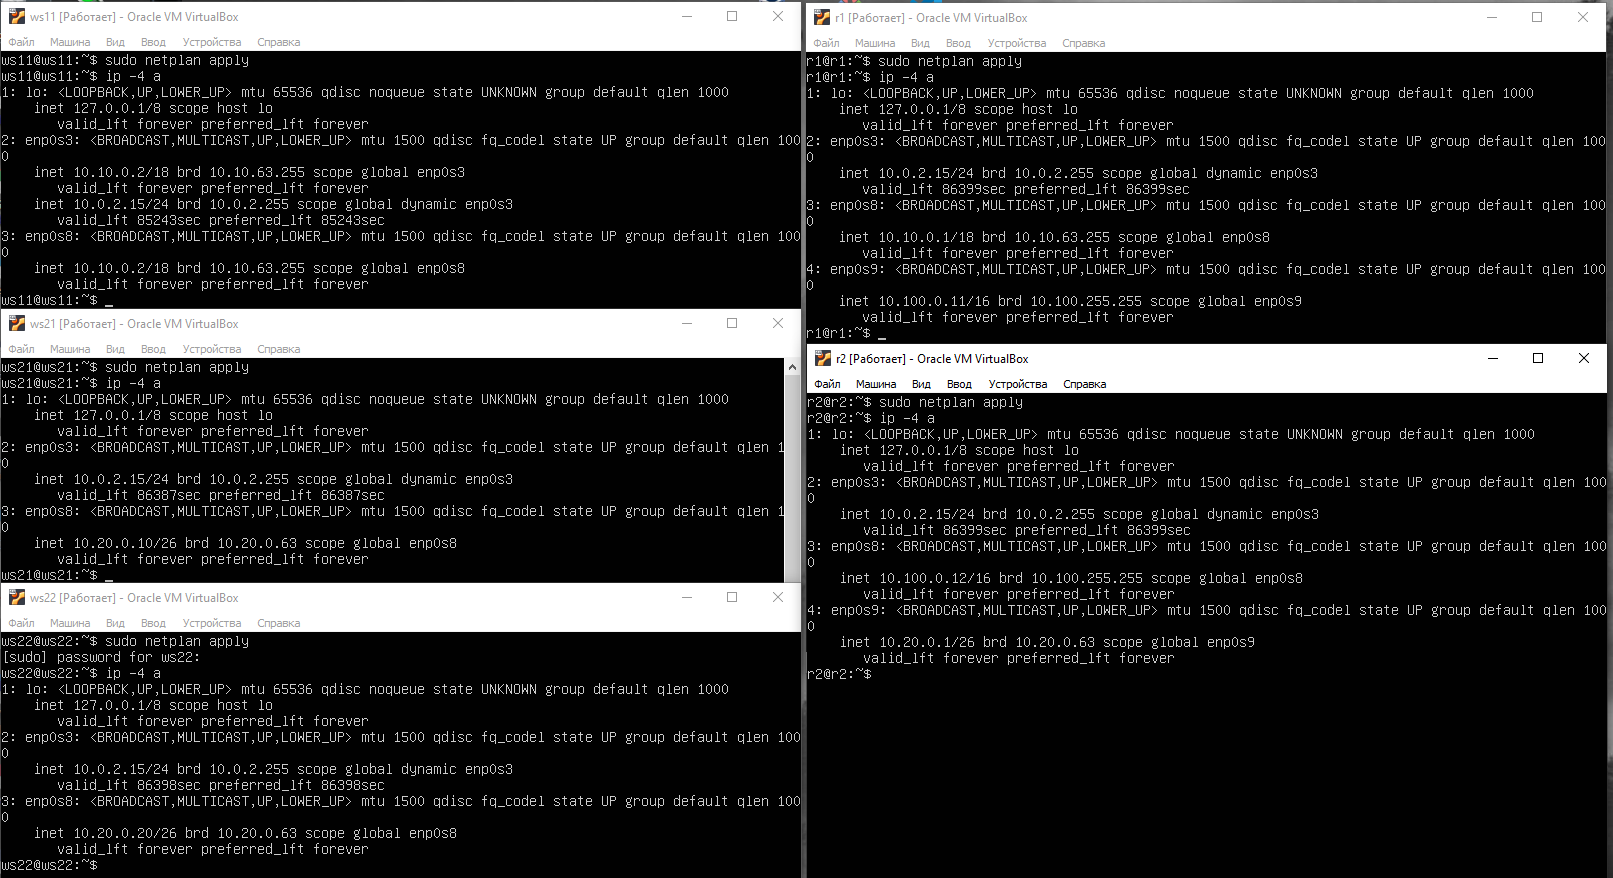 ws11 [Работает] - Oracle VM VirtualBox
Файл Машина Вид Ввод Устройства Справка
ws11@ws11:~$ sudo netplan apply
ws11@ws11:~$ ip -4 a
1: lo: <LOOPBACK,UP,LOWER_UP> mtu 65536 qdisc noqueue state UNKNOWN group default qlen 1000
    inet 127.0.0.1/8 scope host lo
       valid_lft forever preferred_lft forever
2: enp0s3: <BROADCAST,MULTICAST,UP,LOWER_UP> mtu 1500 qdisc fq_codel state UP group default qlen 100
0
    inet 10.10.0.2/18 brd 10.10.63.255 scope global enp0s3
       valid_lft forever preferred_lft forever
    inet 10.0.2.15/24 brd 10.0.2.255 scope global dynamic enp0s3
       valid_lft 85243sec preferred_lft 85243sec
3: enp0s8: <BROADCAST,MULTICAST,UP,LOWER_UP> mtu 1500 qdisc fq_codel state UP group default qlen 100
0
    inet 10.10.0.2/18 brd 10.10.63.255 scope global enp0s8
       valid_lft forever preferred_lft forever
ws11@ws11:~$ _
ws21 [Работает] - Oracle VM VirtualBox
Файл Машина Вид Ввод Устройства Справка
ws21@ws21:~$ sudo netplan apply
ws21@ws21:~$ ip -4 a
1: lo: <LOOPBACK,UP,LOWER_UP> mtu 65536 qdisc noqueue state UNKNOWN group default qlen 1000
    inet 127.0.0.1/8 scope host lo
       valid_lft forever preferred_lft forever
2: enp0s3: <BROADCAST,MULTICAST,UP,LOWER_UP> mtu 1500 qdisc fq_codel state UP group default qlen 1
0
    inet 10.0.2.15/24 brd 10.0.2.255 scope global dynamic enp0s3
       valid_lft 86387sec preferred_lft 86387sec
3: enp0s8: <BROADCAST,MULTICAST,UP,LOWER_UP> mtu 1500 qdisc fq_codel state UP group default qlen 1
0
    inet 10.20.0.10/26 brd 10.20.0.63 scope global enp0s8
       valid_lft forever preferred_lft forever
ws21@ws21:~$ _
ws22 [Работает] - Oracle VM VirtualBox
Файл Машина Вид Ввод Устройства Справка
ws22@ws22:~$ sudo netplan apply
[sudo] password for ws22:
ws22@ws22:~$ ip -4 a
1: lo: <LOOPBACK,UP,LOWER_UP> mtu 65536 qdisc noqueue state UNKNOWN group default qlen 1000
    inet 127.0.0.1/8 scope host lo
       valid_lft forever preferred_lft forever
2: enp0s3: <BROADCAST,MULTICAST,UP,LOWER_UP> mtu 1500 qdisc fq_codel state UP group default qlen 100
0
    inet 10.0.2.15/24 brd 10.0.2.255 scope global dynamic enp0s3
       valid_lft 86398sec preferred_lft 86398sec
3: enp0s8: <BROADCAST,MULTICAST,UP,LOWER_UP> mtu 1500 qdisc fq_codel state UP group default qlen 100
0
    inet 10.20.0.20/26 brd 10.20.0.63 scope global enp0s8
       valid_lft forever preferred_lft forever
ws22@ws22:~$
r1 [Работает] - Oracle VM VirtualBox
Файл Машина Вид Ввод Устройства Справка
r1@r1:~$ sudo netplan apply
r1@r1:~$ ip -4 a
1: lo: <LOOPBACK,UP,LOWER_UP> mtu 65536 qdisc noqueue state UNKNOWN group default qlen 1000
    inet 127.0.0.1/8 scope host lo
       valid_lft forever preferred_lft forever
2: enp0s3: <BROADCAST,MULTICAST,UP,LOWER_UP> mtu 1500 qdisc fq_codel state UP group default qlen 100
0
    inet 10.0.2.15/24 brd 10.0.2.255 scope global dynamic enp0s3
       valid_lft 86399sec preferred_lft 86399sec
3: enp0s8: <BROADCAST,MULTICAST,UP,LOWER_UP> mtu 1500 qdisc fq_codel state UP group default qlen 100
0
    inet 10.10.0.1/18 brd 10.10.63.255 scope global enp0s8
       valid_lft forever preferred_lft forever
4: enp0s9: <BROADCAST,MULTICAST,UP,LOWER_UP> mtu 1500 qdisc fq_codel state UP group default qlen 100
0
    inet 10.100.0.11/16 brd 10.100.255.255 scope global enp0s9
       valid_lft forever preferred_lft forever
r1@r1:~$ _
r2 [Работает] - Oracle VM VirtualBox
Файл Машина Вид Ввод Устройства Справка
r2@r2:~$ sudo netplan apply
r2@r2:~$ ip -4 a
1: lo: <LOOPBACK,UP,LOWER_UP> mtu 65536 qdisc noqueue state UNKNOWN group default qlen 1000
    inet 127.0.0.1/8 scope host lo
       valid_lft forever preferred_lft forever
2: enp0s3: <BROADCAST,MULTICAST,UP,LOWER_UP> mtu 1500 qdisc fq_codel state UP group default qlen 100
0
    inet 10.0.2.15/24 brd 10.0.2.255 scope global dynamic enp0s3
       valid_lft 86399sec preferred_lft 86399sec
3: enp0s8: <BROADCAST,MULTICAST,UP,LOWER_UP> mtu 1500 qdisc fq_codel state UP group default qlen 100
0
    inet 10.100.0.12/16 brd 10.100.255.255 scope global enp0s8
       valid_lft forever preferred_lft forever
4: enp0s9: <BROADCAST,MULTICAST,UP,LOWER_UP> mtu 1500 qdisc fq_codel state UP group default qlen 100
0
    inet 10.20.0.1/26 brd 10.20.0.63 scope global enp0s9
       valid_lft forever preferred_lft forever
r2@r2:~$